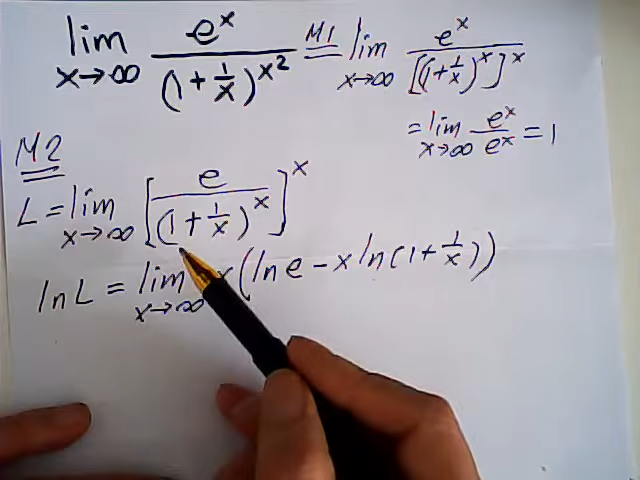 lim x→∞ e^x / (1 + 1/x)^x² = M1 lim x→∞ e^x / [(1 + 1/x)^x]^x
= lim x→∞ e^x / e^x = 1
M2
L = lim x→∞ [e / (1 + 1/x)^x]^x
ln L = lim x→∞ x (ln e - x ln (1 + 1/x))